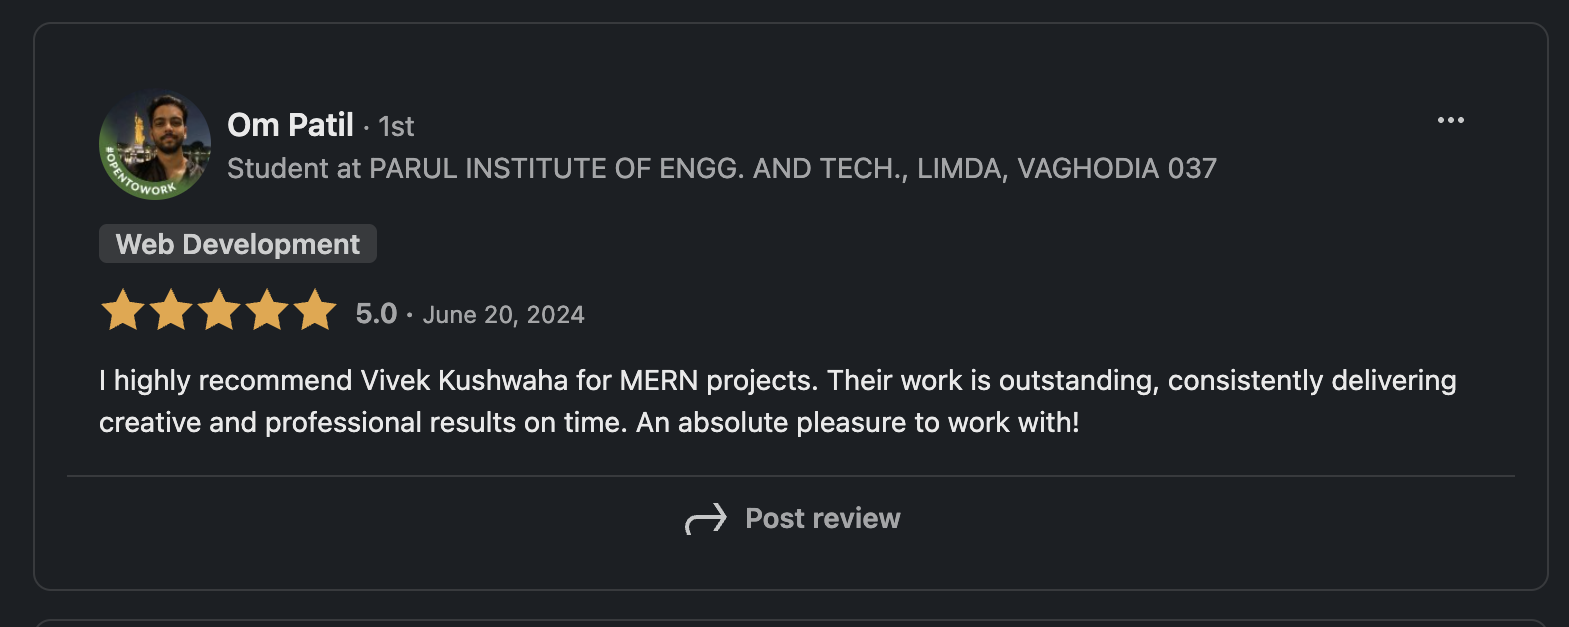 Om Patil · 1st
Student at PARUL INSTITUTE OF ENGG. AND TECH., LIMDA, VAGHODIA 037
#OPENTOWORK
Web Development
5.0 · June 20, 2024
I highly recommend Vivek Kushwaha for MERN projects. Their work is outstanding, consistently delivering
creative and professional results on time. An absolute pleasure to work with!
Post review